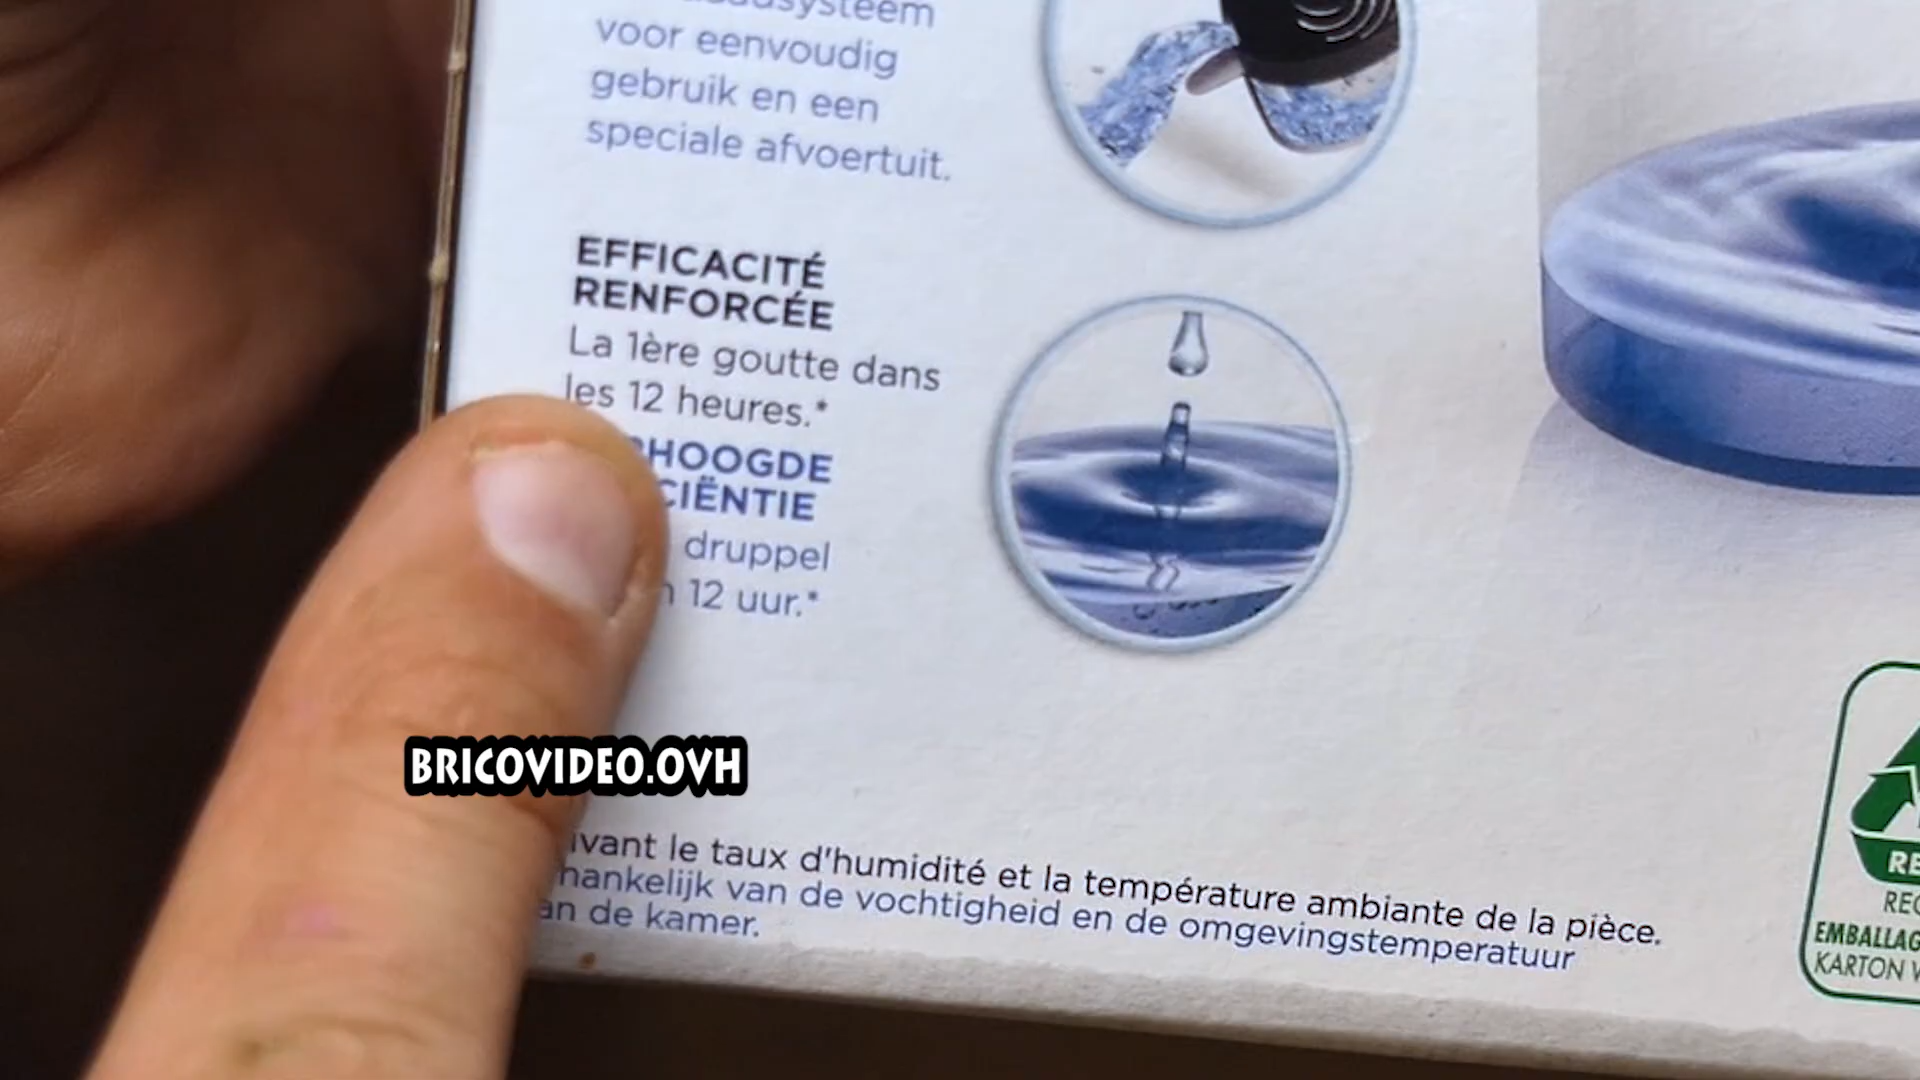 voor eenvoudig
gebruik en een
speciale afvoertuit.
EFFICACITÉ
RENFORCÉE
La 1ère goutte dans
les 12 heures.*
HOOGDE
CIËNTIE
druppel
12 uur.*
BRICOVIDEO.OVH
ivant le taux d'humidité et la température ambiante de la pièce.
hankelijk van de vochtigheid en de omgevingstemperatuur
an de kamer.
RE
REC
EMBALLAG
KARTON V